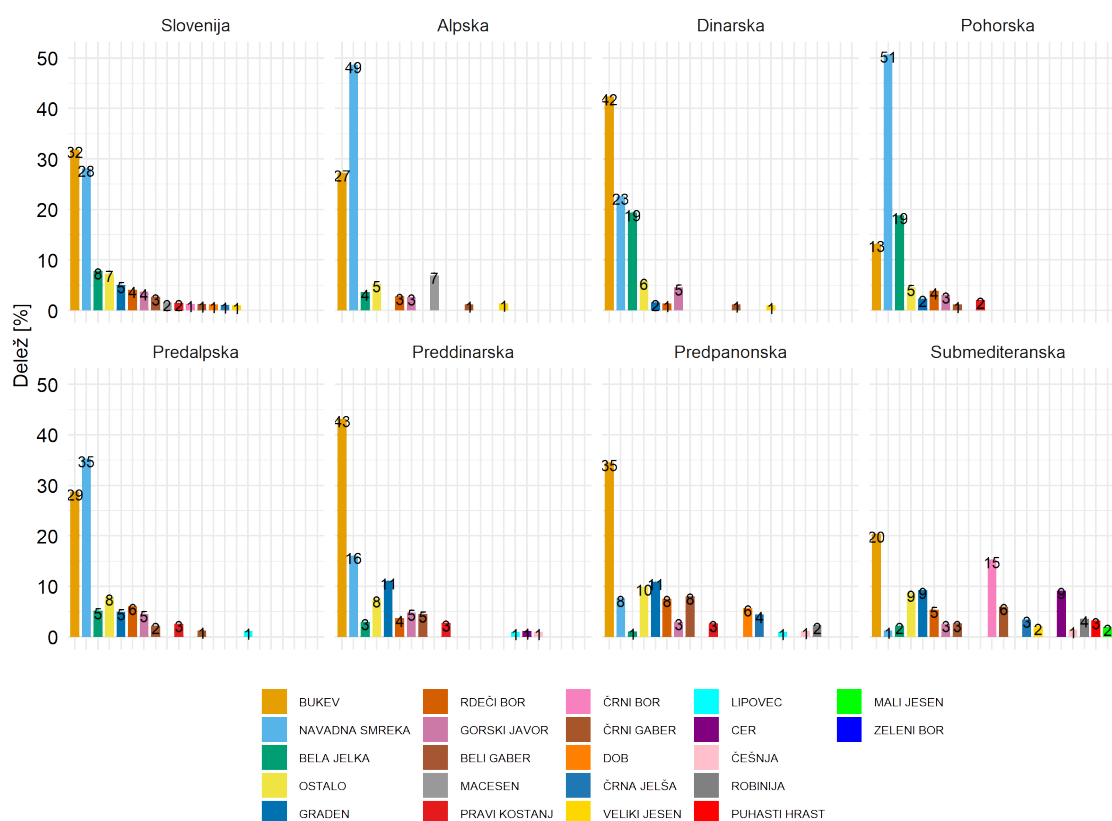 Slovenija Alpska Dinarska Pohorska
50
40
30
20
10
0
32 28 8 7 5 4 4 3 2 2 1 1 1 1 1
27 49 4 5 3 3 7 1 1
42 23 19 6 2 1 5 1 1
13 51 19 5 2 4 3 1 2
Delež [%]
Predalpska Preddinarska Predpanonska Submediteranska
50
40
30
20
10
0
29 35 5 8 5 6 5 2 3 1 1
43 16 3 8 11 4 5 5 3 1 1 1
35 8 1 10 11 8 3 8 3 6 4 1 1 2
20 1 2 9 9 5 3 3 15 6 3 2 9 1 4 3 2
BUKEV RDEČI BOR ČRNI BOR LIPOVEC MALI JESEN
NAVADNA SMREKA GORSKI JAVOR ČRNI GABER CER ZELENI BOR
BELA JELKA BELI GABER DOB ČEŠNJA
OSTALO MACESEN ČRNA JELŠA ROBINIJA
GRADEN PRAVI KOSTANJ VELIKI JESEN PUHASTI HRAST